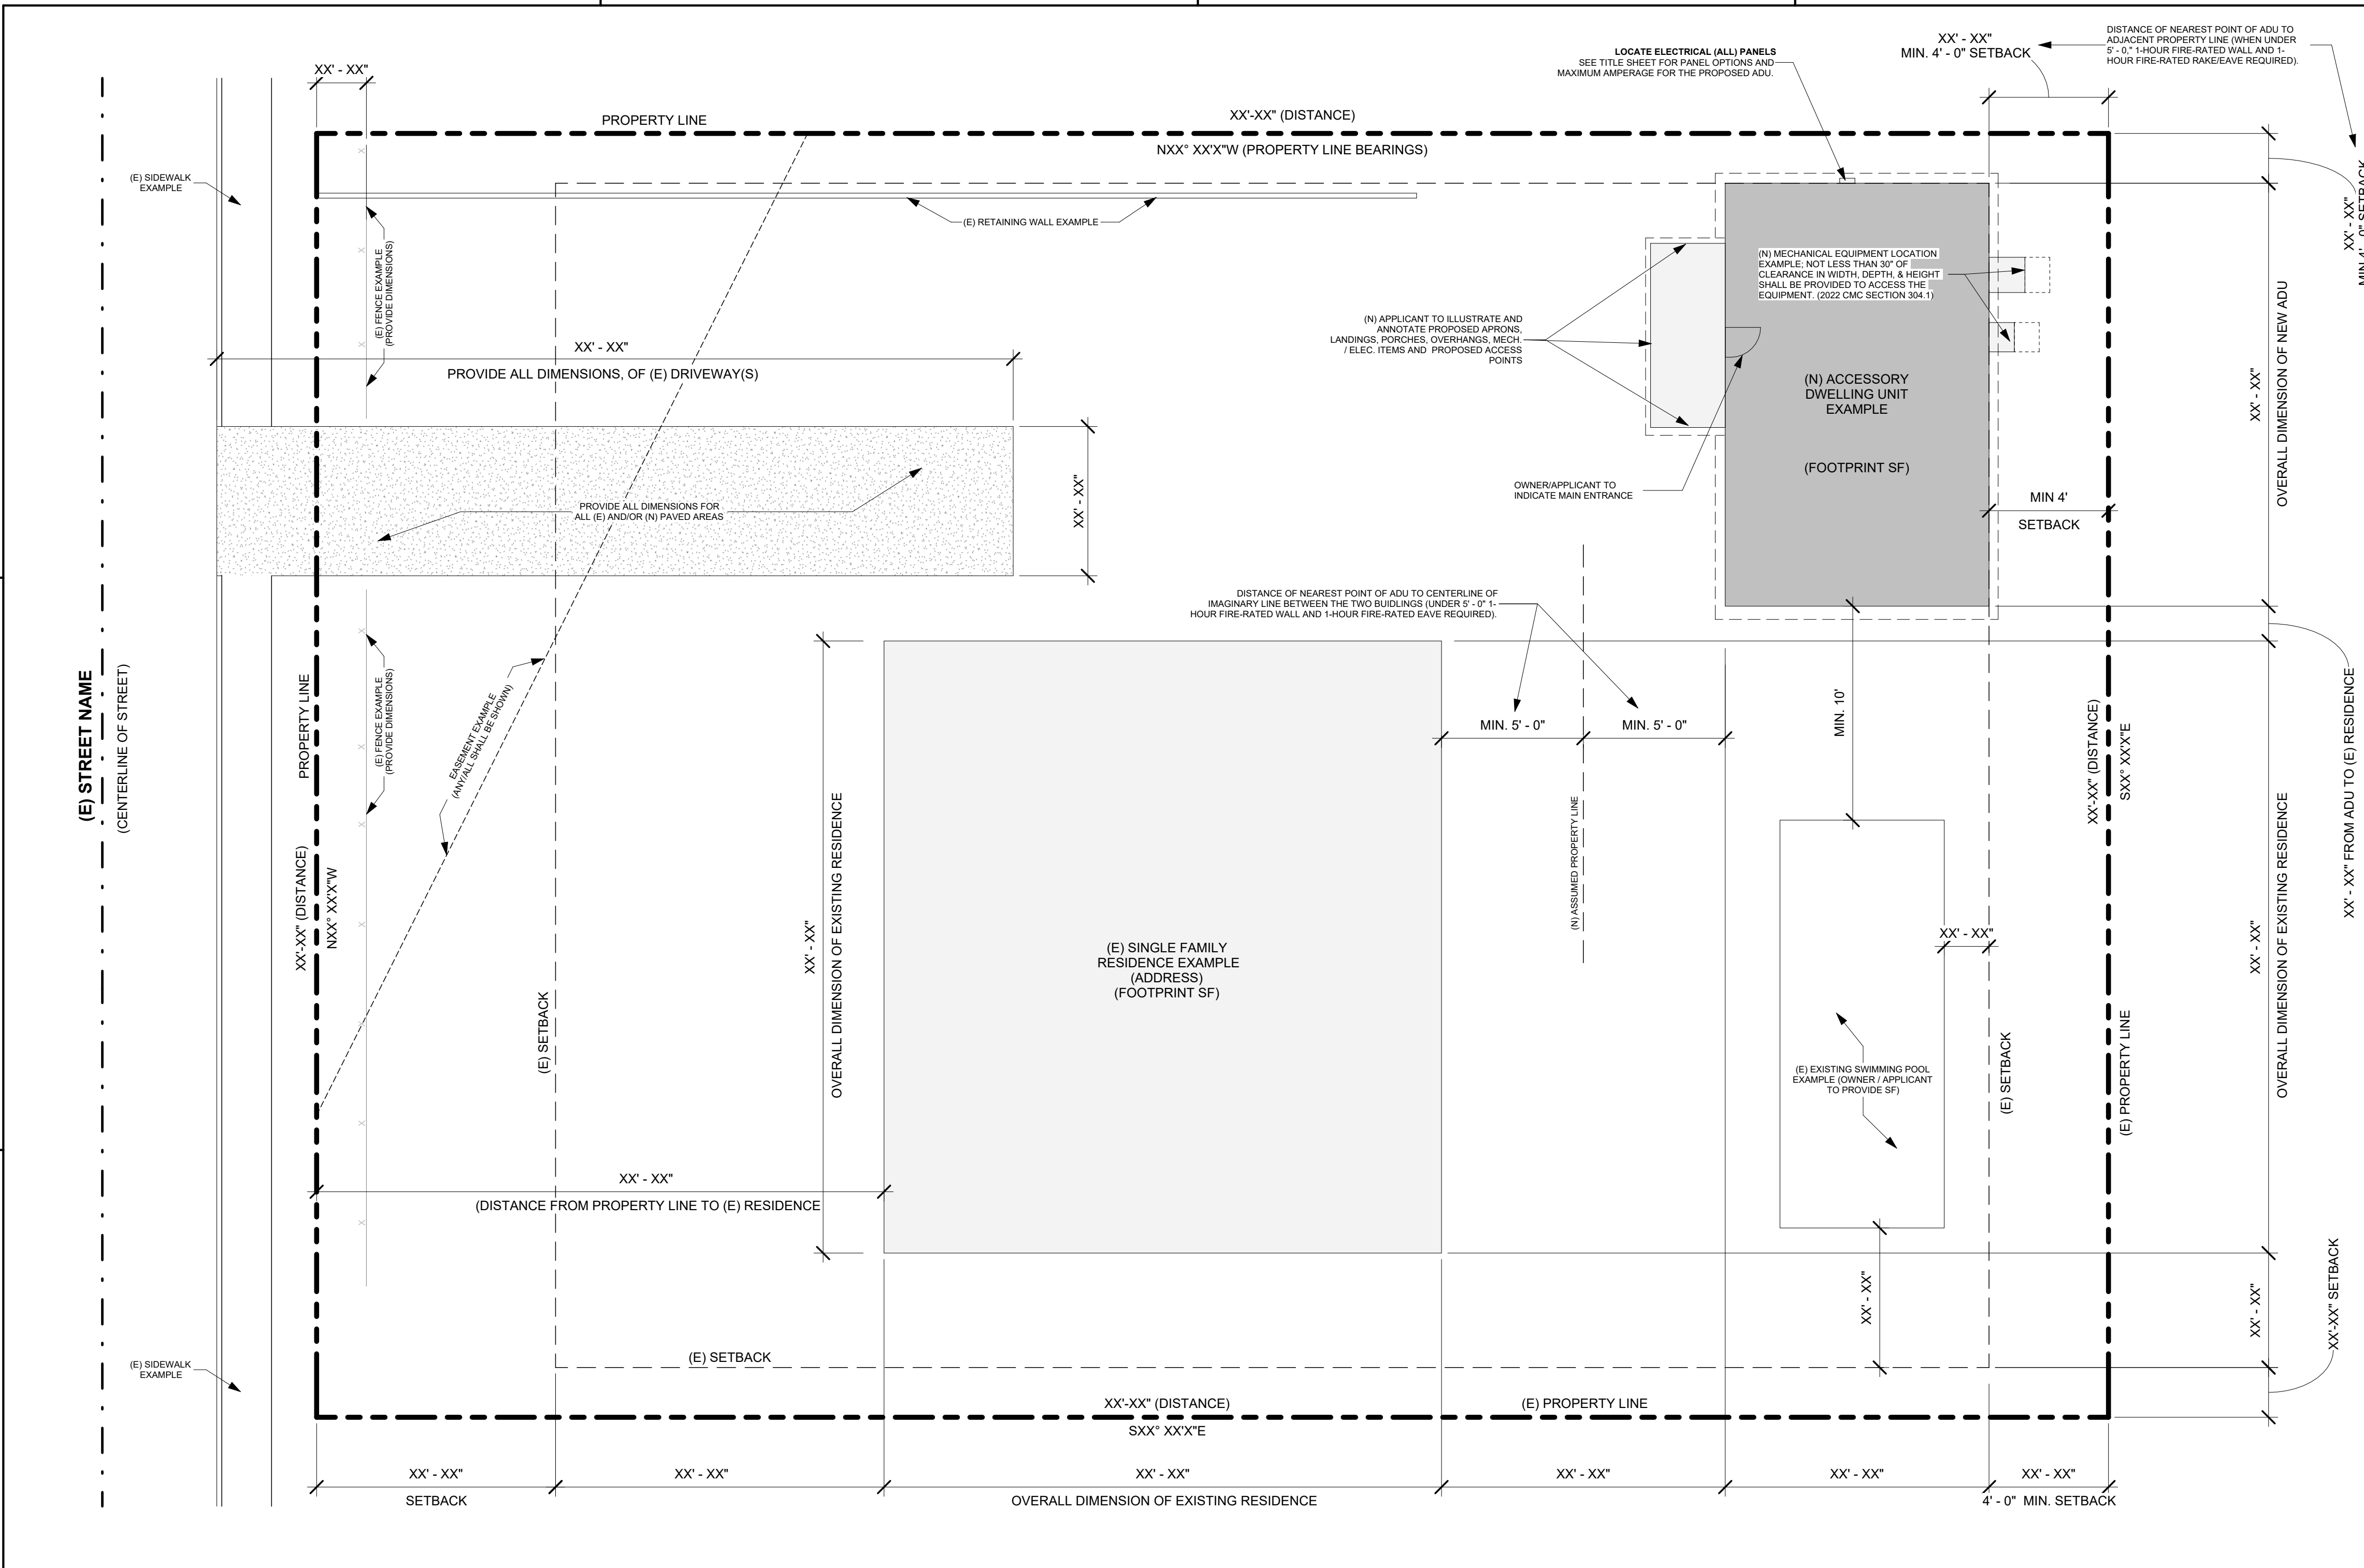 XX' - XX"
PROPERTY LINE
XX'-XX" (DISTANCE)
NXX° XX'X"W (PROPERTY LINE BEARINGS)
LOCATE ELECTRICAL (ALL) PANELS
SEE TITLE SHEET FOR PANEL OPTIONS AND
MAXIMUM AMPERAGE FOR THE PROPOSED ADU.
XX' - XX"
MIN. 4' - 0" SETBACK
DISTANCE OF NEAREST POINT OF ADU TO
ADJACENT PROPERTY LINE (WHEN UNDER
5' - 0," 1-HOUR FIRE-RATED WALL AND 1-
HOUR FIRE-RATED RAKE/EAVE REQUIRED).
XX' - XX"
MIN 4' - 0" SETBACK
(E) SIDEWALK
EXAMPLE
(E) FENCE EXAMPLE
(PROVIDE DIMENSIONS)
(E) RETAINING WALL EXAMPLE
(N) MECHANICAL EQUIPMENT LOCATION
EXAMPLE; NOT LESS THAN 30" OF
CLEARANCE IN WIDTH, DEPTH, & HEIGHT
SHALL BE PROVIDED TO ACCESS THE
EQUIPMENT. (2022 CMC SECTION 304.1)
(N) APPLICANT TO ILLUSTRATE AND
ANNOTATE PROPOSED APRONS,
LANDINGS, PORCHES, OVERHANGS, MECH.
/ ELEC. ITEMS AND PROPOSED ACCESS
POINTS
XX' - XX"
PROVIDE ALL DIMENSIONS, OF (E) DRIVEWAY(S)
(N) ACCESSORY
DWELLING UNIT
EXAMPLE
(FOOTPRINT SF)
XX' - XX"
OVERALL DIMENSION OF NEW ADU
PROVIDE ALL DIMENSIONS FOR
ALL (E) AND/OR (N) PAVED AREAS
XX' - XX"
OWNER/APPLICANT TO
INDICATE MAIN ENTRANCE
MIN 4'
SETBACK
DISTANCE OF NEAREST POINT OF ADU TO CENTERLINE OF
IMAGINARY LINE BETWEEN THE TWO BUIDLINGS (UNDER 5' - 0" 1-
HOUR FIRE-RATED WALL AND 1-HOUR FIRE-RATED EAVE REQUIRED).
(E) STREET NAME
(CENTERLINE OF STREET)
PROPERTY LINE
XX'-XX" (DISTANCE)
NXX° XX'X"W
(E) FENCE EXAMPLE
(PROVIDE DIMENSIONS)
EASEMENT EXAMPLE
(ANY/ALL SHALL BE SHOWN)
(E) SETBACK
XX' - XX"
OVERALL DIMENSION OF EXISTING RESIDENCE
(E) SINGLE FAMILY
RESIDENCE EXAMPLE
(ADDRESS)
(FOOTPRINT SF)
MIN. 5' - 0"
MIN. 5' - 0"
(N) ASSUMED PROPERTY LINE
MIN. 10'
XX' - XX"
(E) EXISTING SWIMMING POOL
EXAMPLE (OWNER / APPLICANT
TO PROVIDE SF)
(E) SETBACK
XX'-XX" (DISTANCE)
SXX° XX'X"E
(E) PROPERTY LINE
XX' - XX"
OVERALL DIMENSION OF EXISTING RESIDENCE
XX' - XX" FROM ADU TO (E) RESIDENCE
XX' - XX"
(DISTANCE FROM PROPERTY LINE TO (E) RESIDENCE
XX' - XX"
XX' - XX"
XX'-XX" SETBACK
(E) SIDEWALK
EXAMPLE
(E) SETBACK
XX'-XX" (DISTANCE)
(E) PROPERTY LINE
SXX° XX'X"E
XX' - XX"
SETBACK
XX' - XX"
XX' - XX"
OVERALL DIMENSION OF EXISTING RESIDENCE
XX' - XX"
XX' - XX"
XX' - XX"
4' - 0" MIN. SETBACK